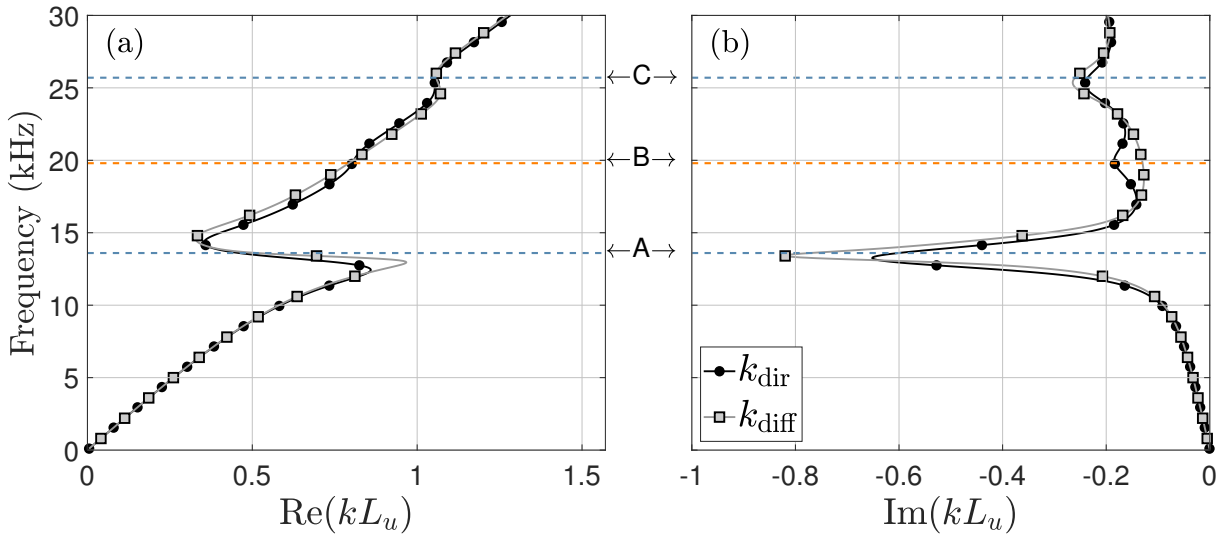 (a)
(b)
Frequency (kHz)
30
25
20
15
10
5
0
←C→
←B→
←A→
k_dir
k_diff
0 0.5 1 1.5
-1 -0.8 -0.6 -0.4 -0.2 0
Re(kL_u)
Im(kL_u)